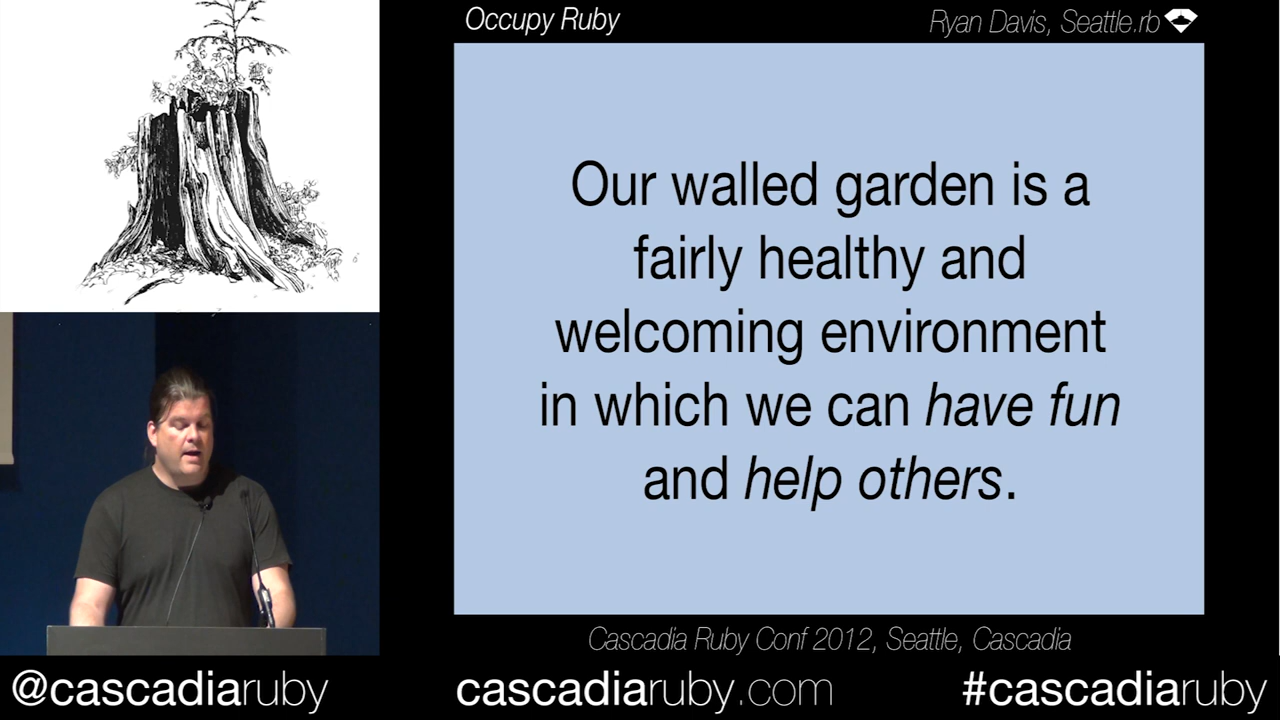 Occupy Ruby
Ryan Davis, Seattle.rb
Our walled garden is a
fairly healthy and
welcoming environment
in which we can have fun
and help others.
Cascadia Ruby Conf 2012, Seattle, Cascadia
@cascadiaruby
cascadiaruby.com
#cascadiaruby